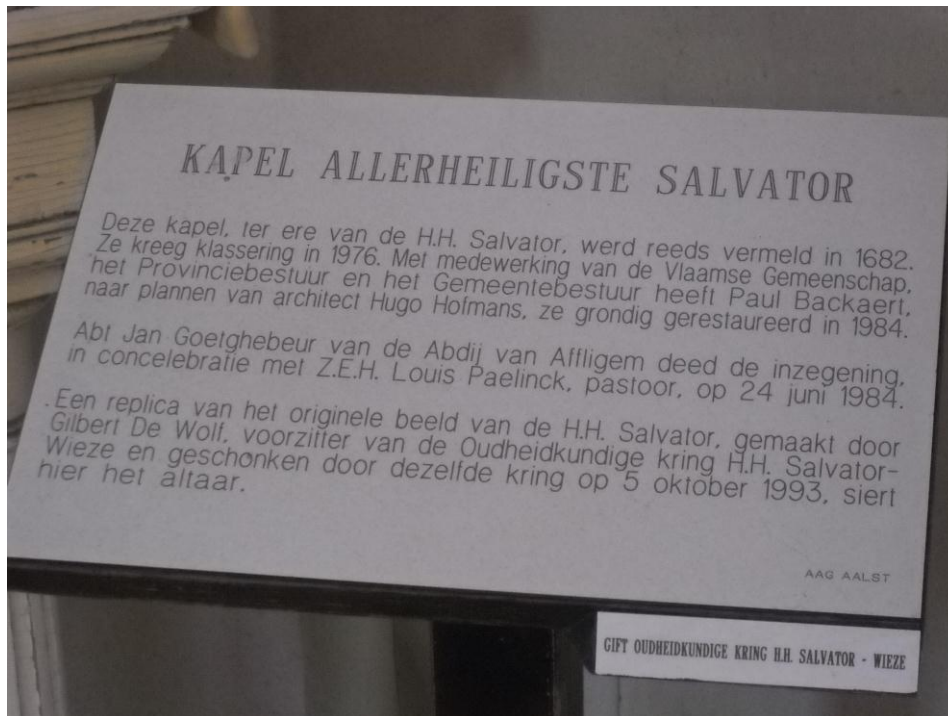 KAPEL ALLERHEILIGSTE SALVATOR
Deze kapel, ter ere van de H.H. Salvator, werd reeds vermeld in 1682.
Ze kreeg klassering in 1976. Met medewerking van de Vlaamse Gemeenschap,
het Provinciebestuur en het Gemeentebestuur heeft Paul Backaert,
naar plannen van architect Hugo Hofmans, ze grondig gerestaureerd in 1984.
Abt Jan Goetghebeur van de Abdij van Affligem deed de inzegening,
in concelebratie met Z.E.H. Louis Paelinck, pastoor, op 24 juni 1984.
Een replica van het originele beeld van de H.H. Salvator, gemaakt door
Gilbert De Wolf, voorzitter van de Oudheidkundige kring H.H. Salvator-
Wieze en geschonken door dezelfde kring op 5 oktober 1993, siert
hier het altaar.
AAG AALST
GIFT OUDHEIDKUNDIGE KRING H.H. SALVATOR - WIEZE